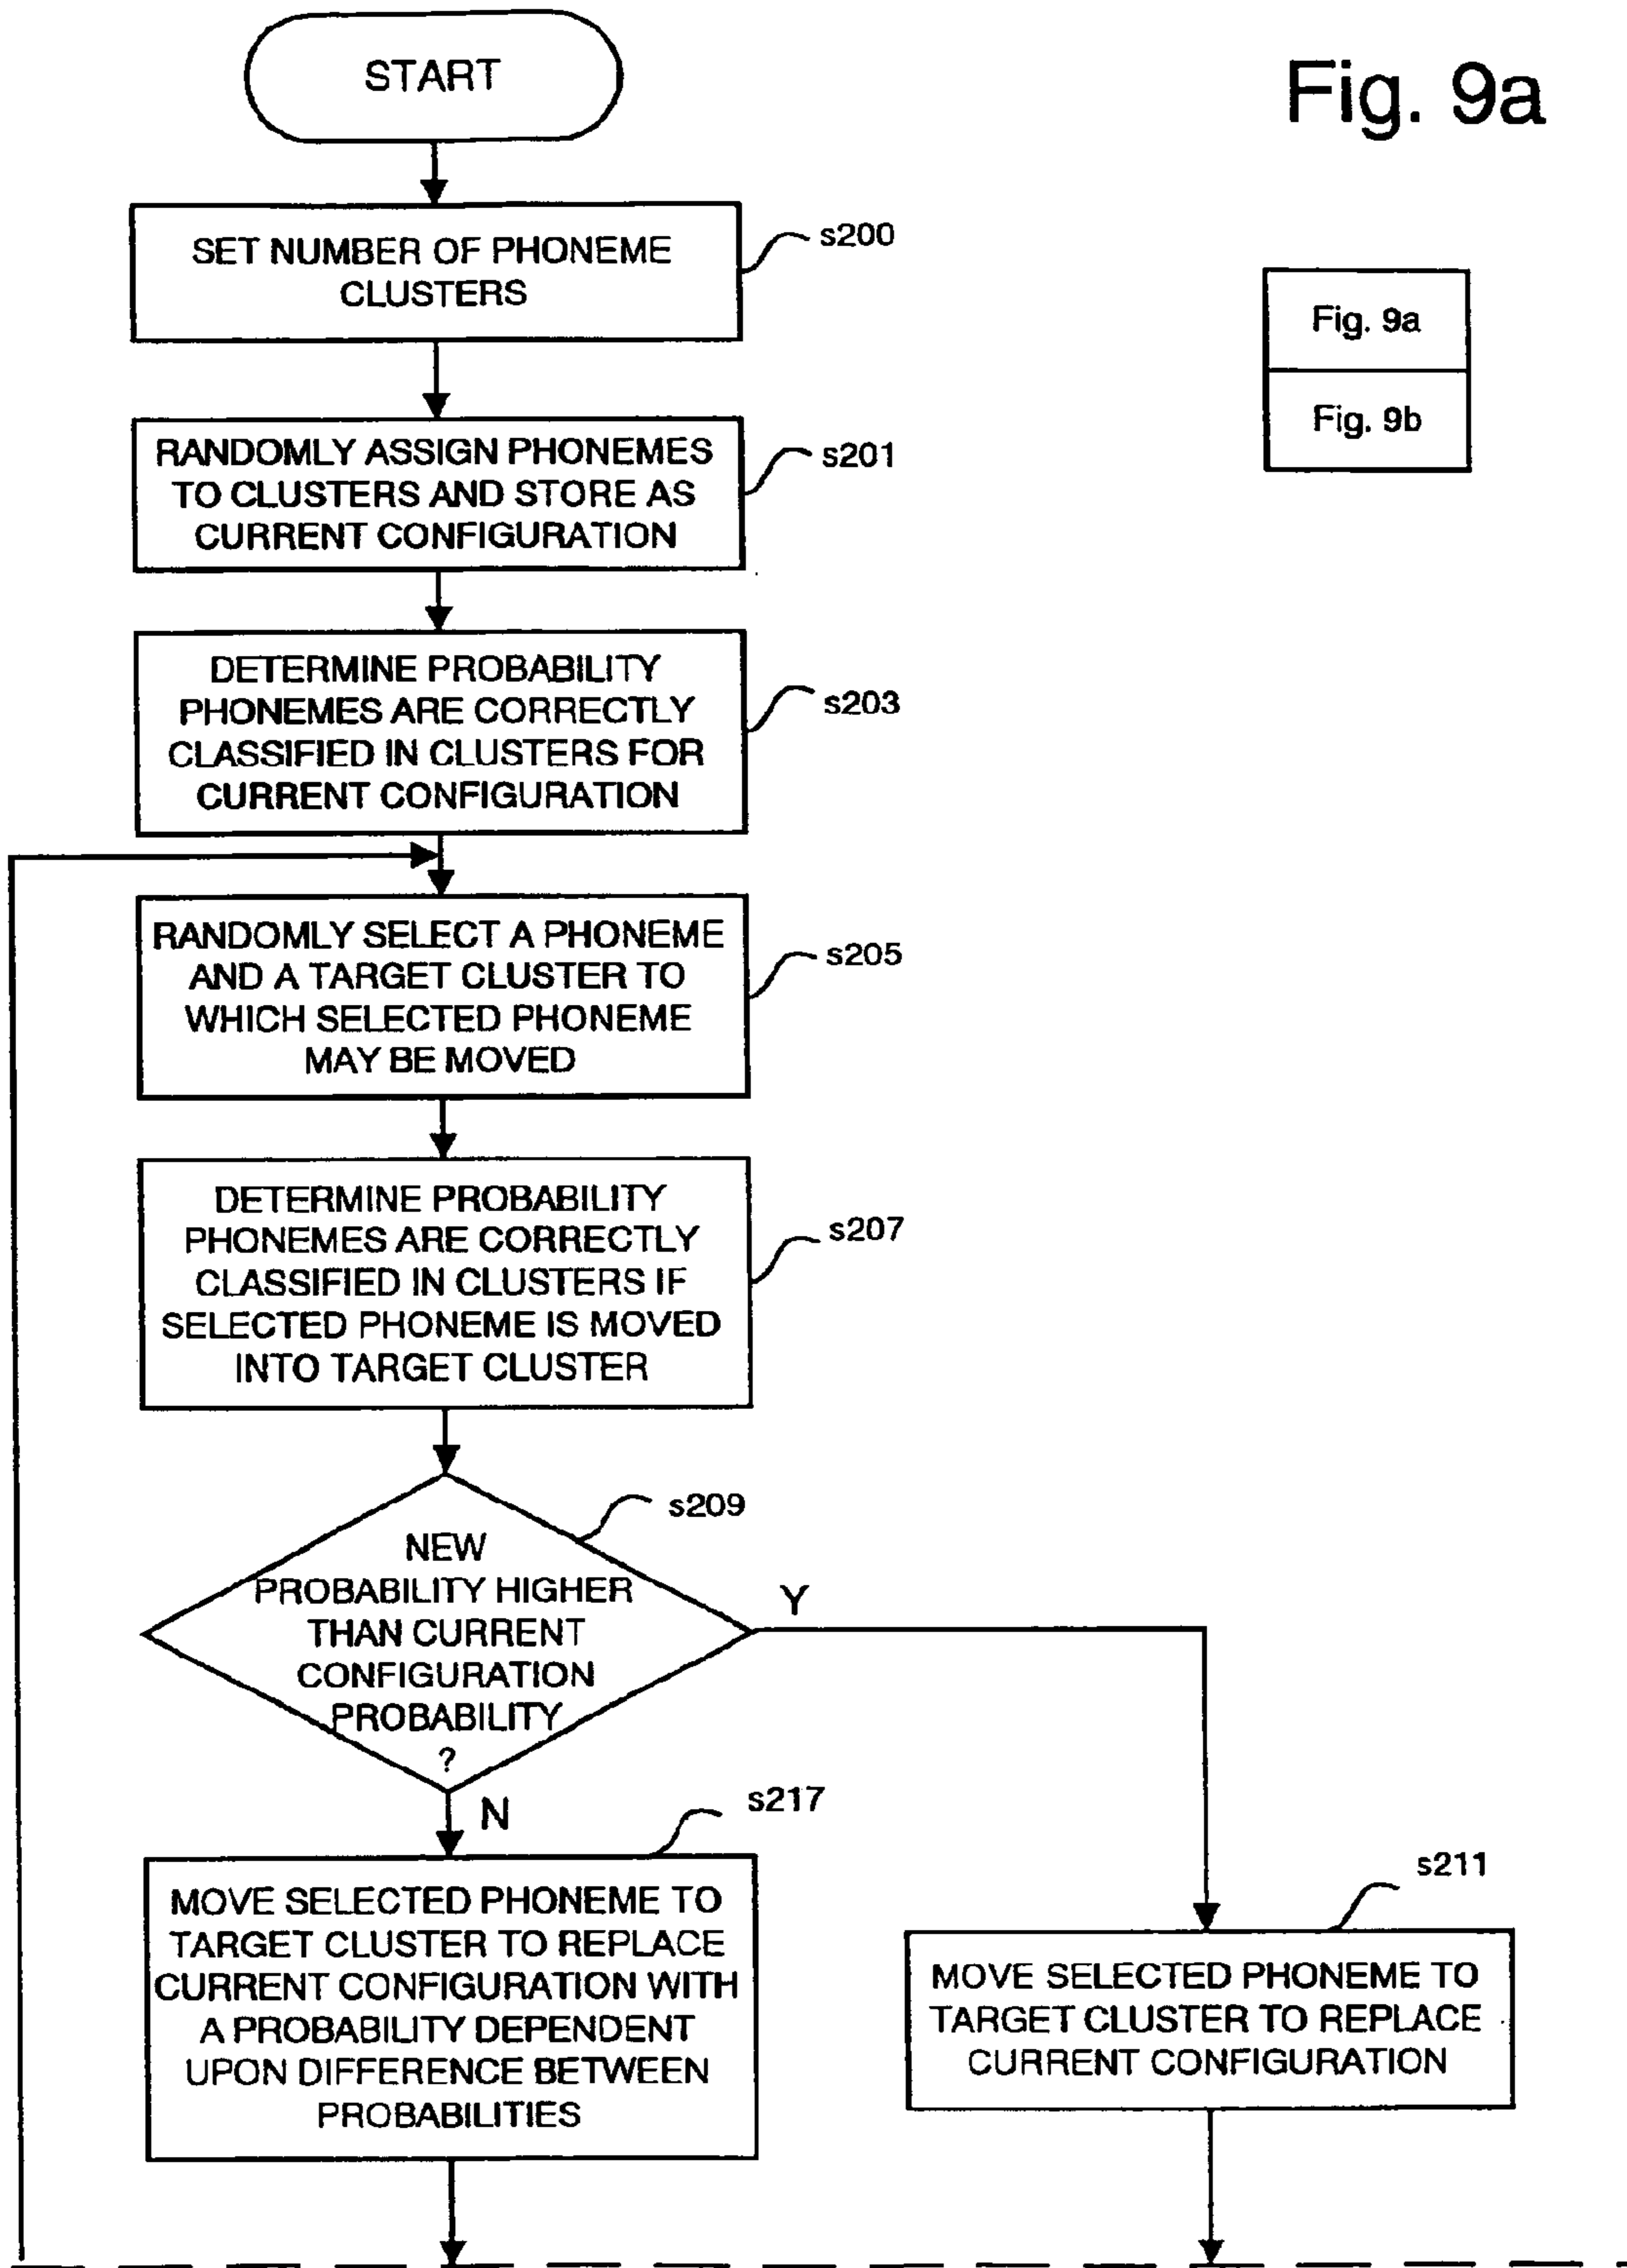 Fig. 9a
START
SET NUMBER OF PHONEME
CLUSTERS
s200
Fig. 9a
Fig. 9b
RANDOMLY ASSIGN PHONEMES
TO CLUSTERS AND STORE AS
CURRENT CONFIGURATION
s201
DETERMINE PROBABILITY
PHONEMES ARE CORRECTLY
CLASSIFIED IN CLUSTERS FOR
CURRENT CONFIGURATION
s203
RANDOMLY SELECT A PHONEME
AND A TARGET CLUSTER TO
WHICH SELECTED PHONEME
MAY BE MOVED
s205
DETERMINE PROBABILITY
PHONEMES ARE CORRECTLY
CLASSIFIED IN CLUSTERS IF
SELECTED PHONEME IS MOVED
INTO TARGET CLUSTER
s207
s209
NEW
PROBABILITY HIGHER
THAN CURRENT
CONFIGURATION
PROBABILITY
?
Y
N
s217
MOVE SELECTED PHONEME TO
TARGET CLUSTER TO REPLACE
CURRENT CONFIGURATION WITH
A PROBABILITY DEPENDENT
UPON DIFFERENCE BETWEEN
PROBABILITIES
s211
MOVE SELECTED PHONEME TO
TARGET CLUSTER TO REPLACE
CURRENT CONFIGURATION